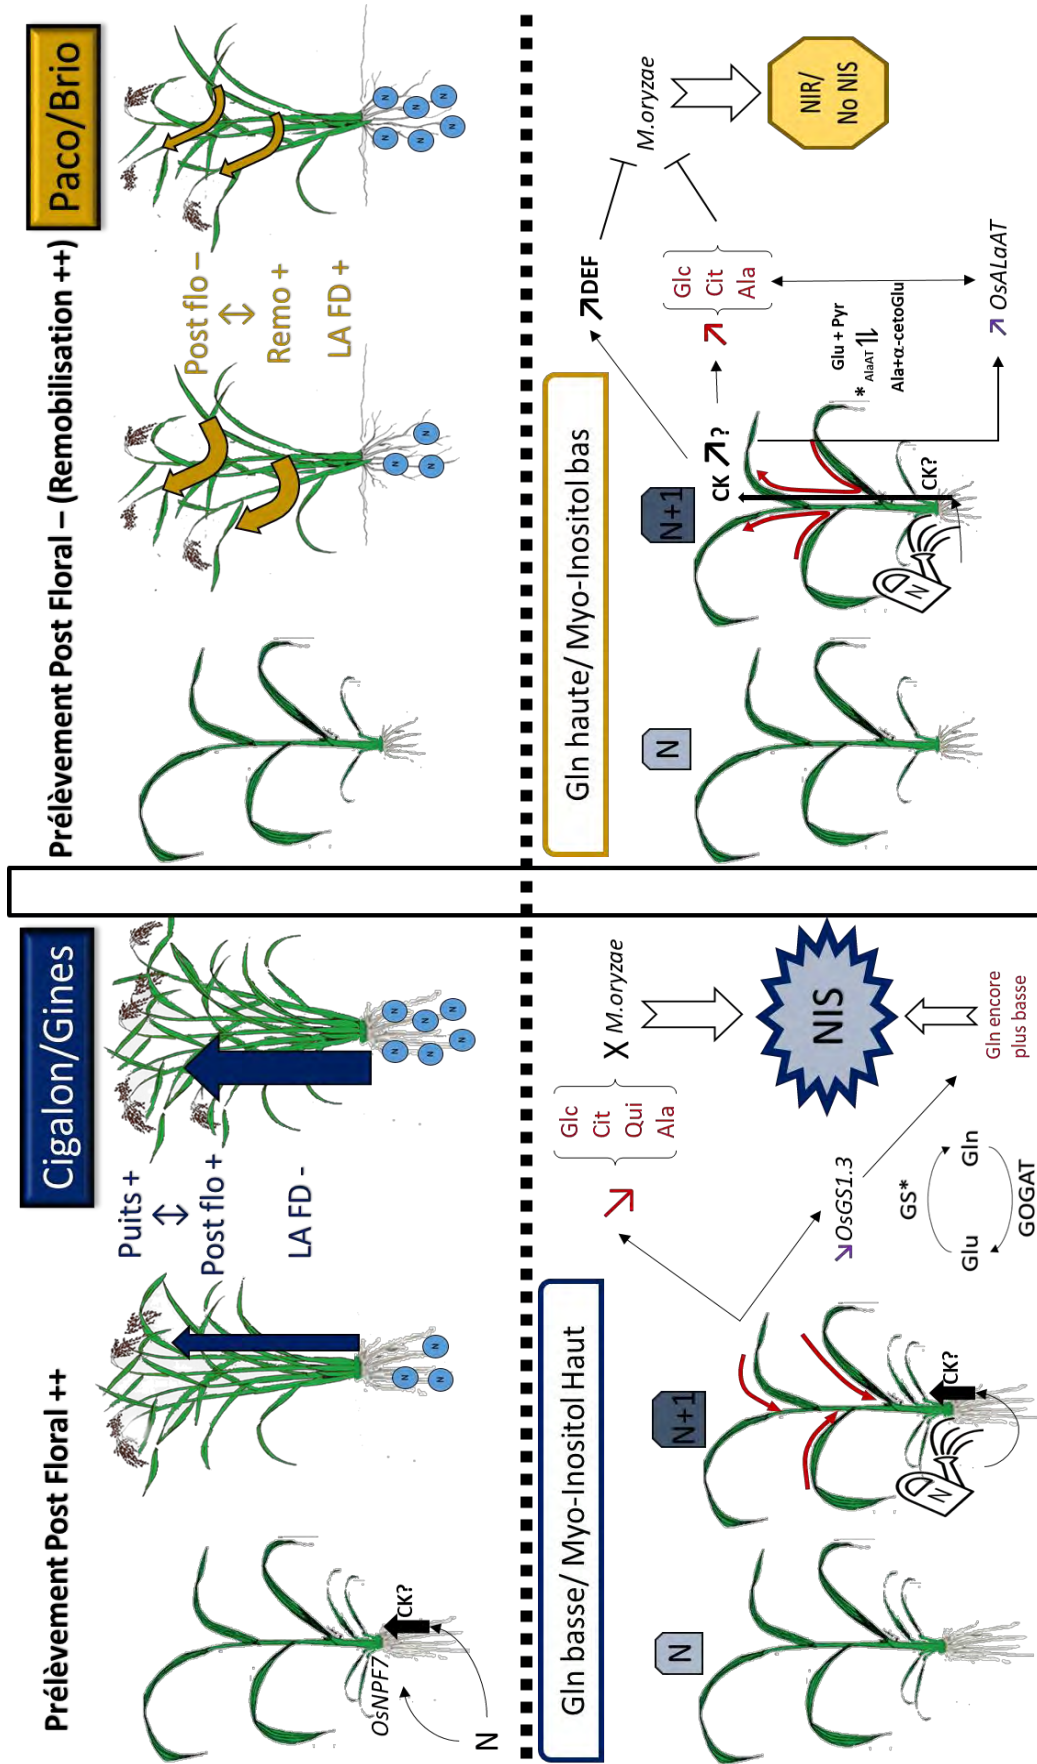 Cigalon/Gines
Prélèvement Post Floral ++
Puits +
Post flo +
LA FD -
OsNPF7
CK?
N
N
N
N
N
N
N
N
N
N
Paco/Brio
Prélèvement Post Floral – (Remobilisation ++)
Post flo –
Remo +
LA FD +
N
N
N
N
N
N
N
N
N
Gln basse/ Myo-Inositol Haut
N
N+1
N
CK?
Glc
Cit
Qui
Ala
X M.oryzae
OsGS1.3
GS*
Glu
Gln
GOGAT
NIS
Gln encore
plus basse
Gln haute/ Myo-Inositol bas
N
N+1
N
CK ?
CK?
DEF
Glc
Cit
Ala
M.oryzae
Glu + Pyr
* AlaAT
Ala+α-cetoGlu
OsALaAT
NIR/
No NIS